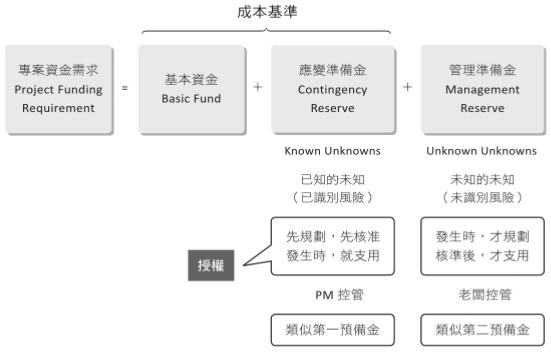 成本基準
專案資金需求
Project Funding
Requirement
=
基本資金
Basic Fund
+
應變準備金
Contingency
Reserve
+
管理準備金
Management
Reserve
Known Unknowns
Unknown Unknowns
已知的未知
（已識別風險）
未知的未知
（未識別風險）
授權
先規劃，先核准
發生時，就支用
發生時，才規劃
核準後，才支用
PM 控管
老闆控管
類似第一預備金
類似第二預備金